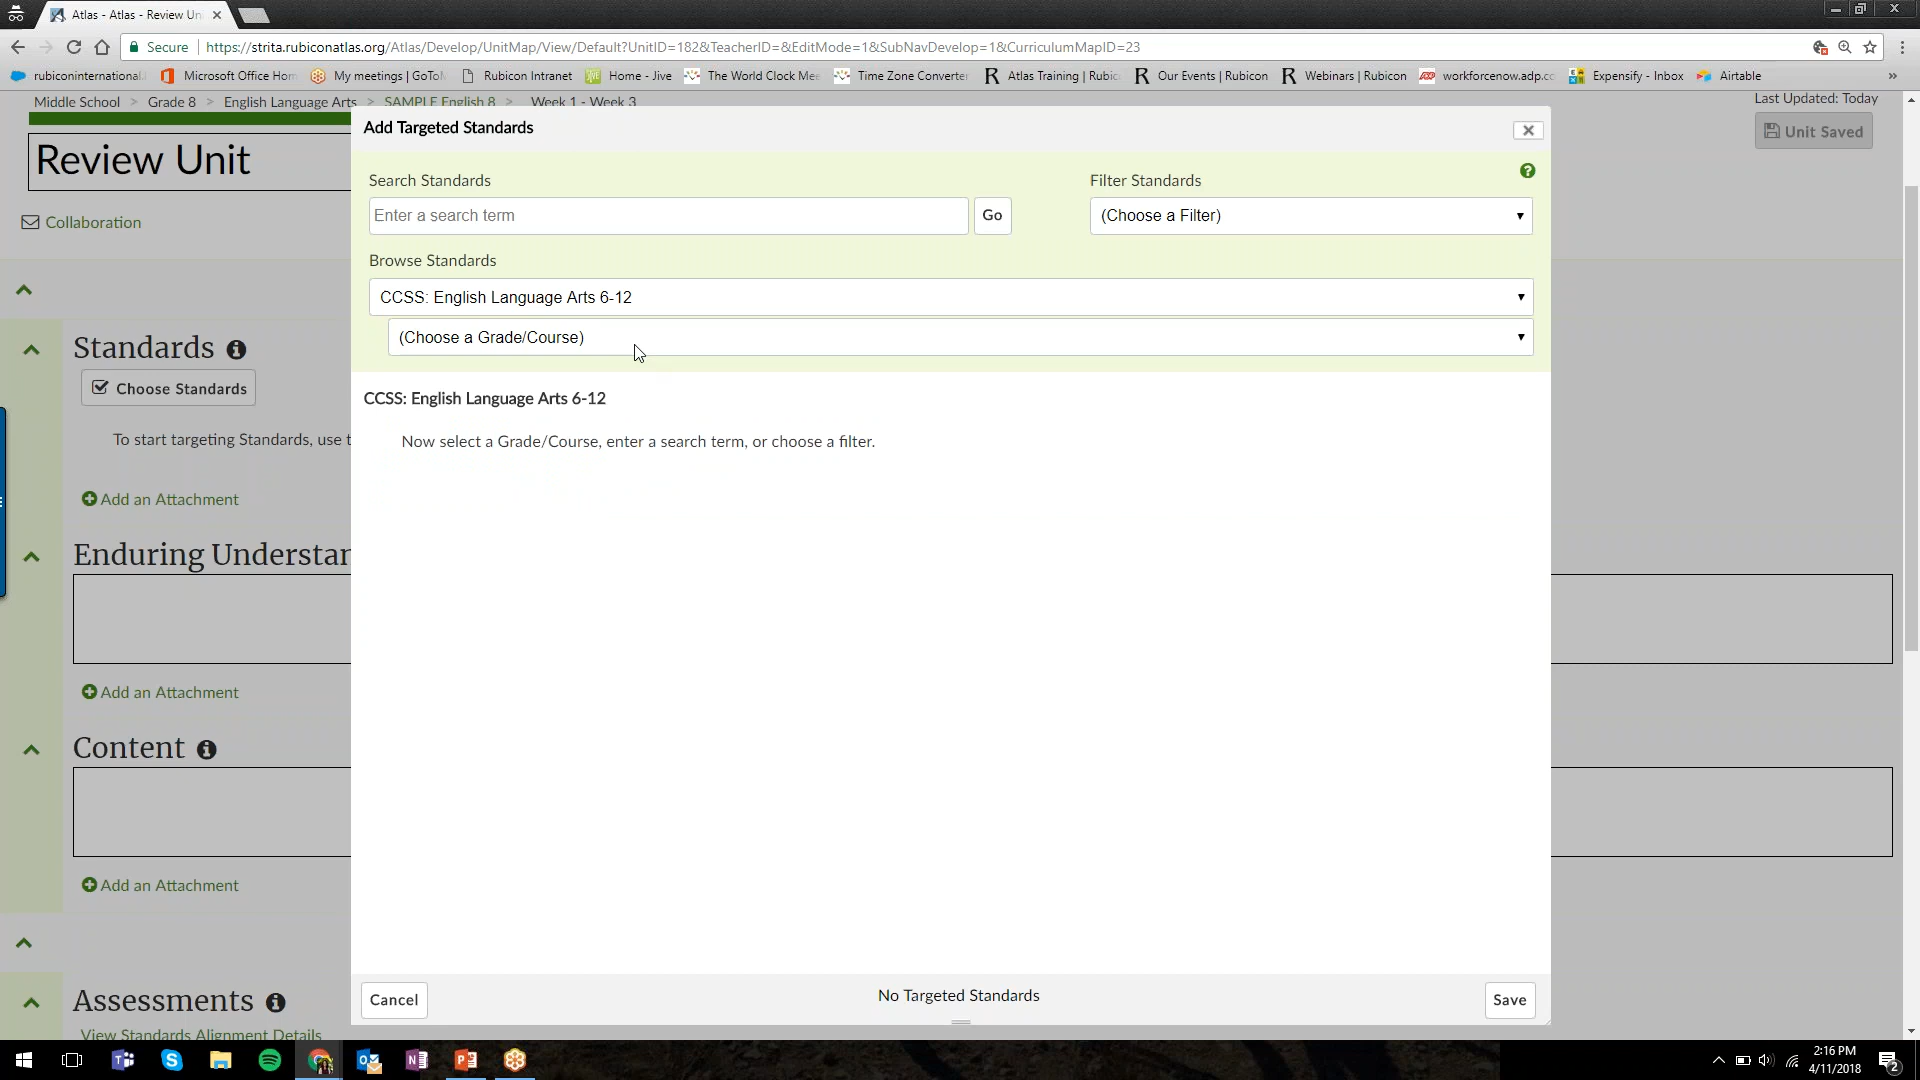 Atlas - Atlas - Review Un
Secure https://strita.rubiconatlas.org/Atlas/Develop/UnitMap/View/Default?UnitID=182&TeacherID=&EditMode=1&SubNavDevelop=1&CurriculumMapID=23
rubiconinternational. Microsoft Office Hom My meetings | GoToM Rubicon Intranet Home - Jive The World Clock Mee Time Zone Converter Atlas Training | Rubic Our Events | Rubicon Webinars | Rubicon workforcenow.adp.co Expensify - Inbox Airtable »
Middle School > Grade 8 > English Language Arts > SAMPLE English 8 > Week 1 - Week 3
Last Updated: Today
Unit Saved
Review Unit
Collaboration
Add Targeted Standards
Search Standards
Filter Standards
Enter a search term
Go
(Choose a Filter)
Browse Standards
CCSS: English Language Arts 6-12
(Choose a Grade/Course)
CCSS: English Language Arts 6-12
Now select a Grade/Course, enter a search term, or choose a filter.
Standards
Choose Standards
To start targeting Standards, use t
Add an Attachment
Enduring Understan
Add an Attachment
Content
Add an Attachment
Assessments
View Standards Alignment Details
Cancel
No Targeted Standards
Save
2:16 PM
4/11/2018
2